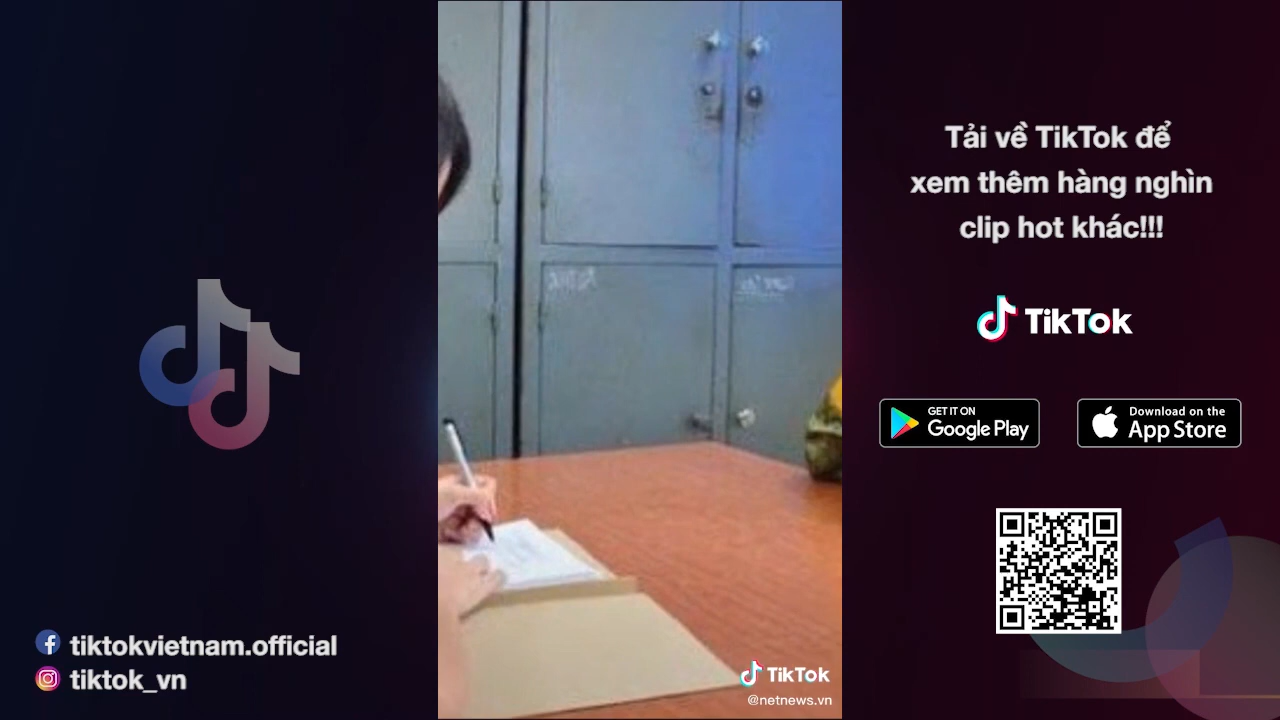 Tải về TikTok để
xem thêm hàng nghìn
clip hot khác!!!
TikTok
GET IT ON
Google Play
Download on the
App Store
tiktokvietnam.official
tiktok_vn
TikTok
@netnews.vn